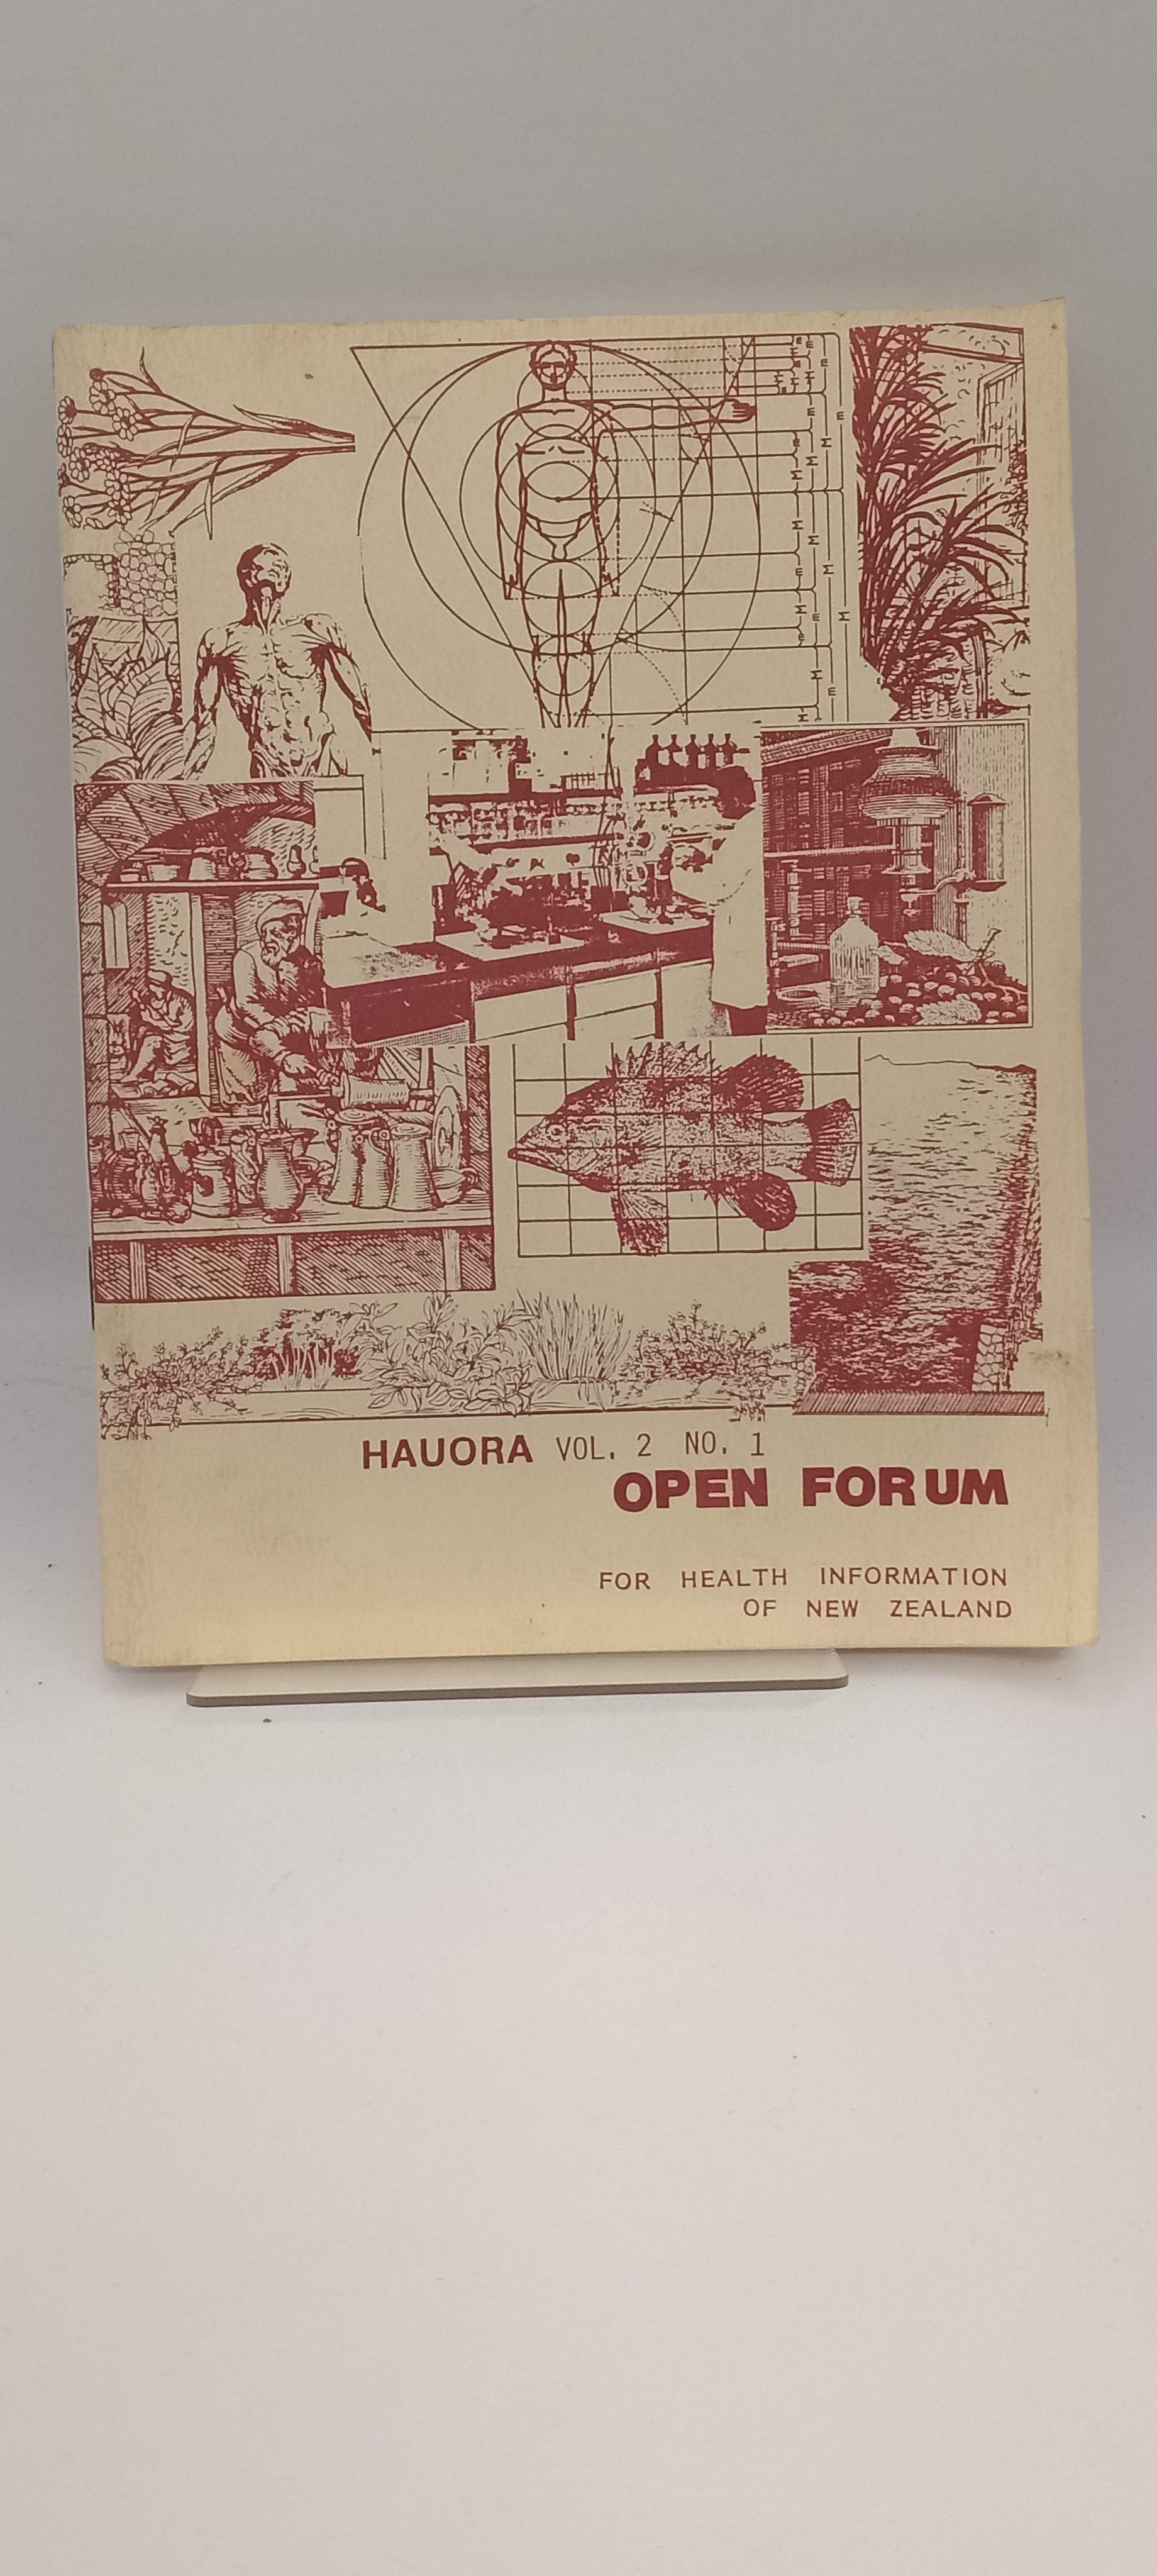 HAUORA VOL. 2 NO. 1
OPEN FORUM
FOR HEALTH INFORMATION
OF NEW ZEALAND